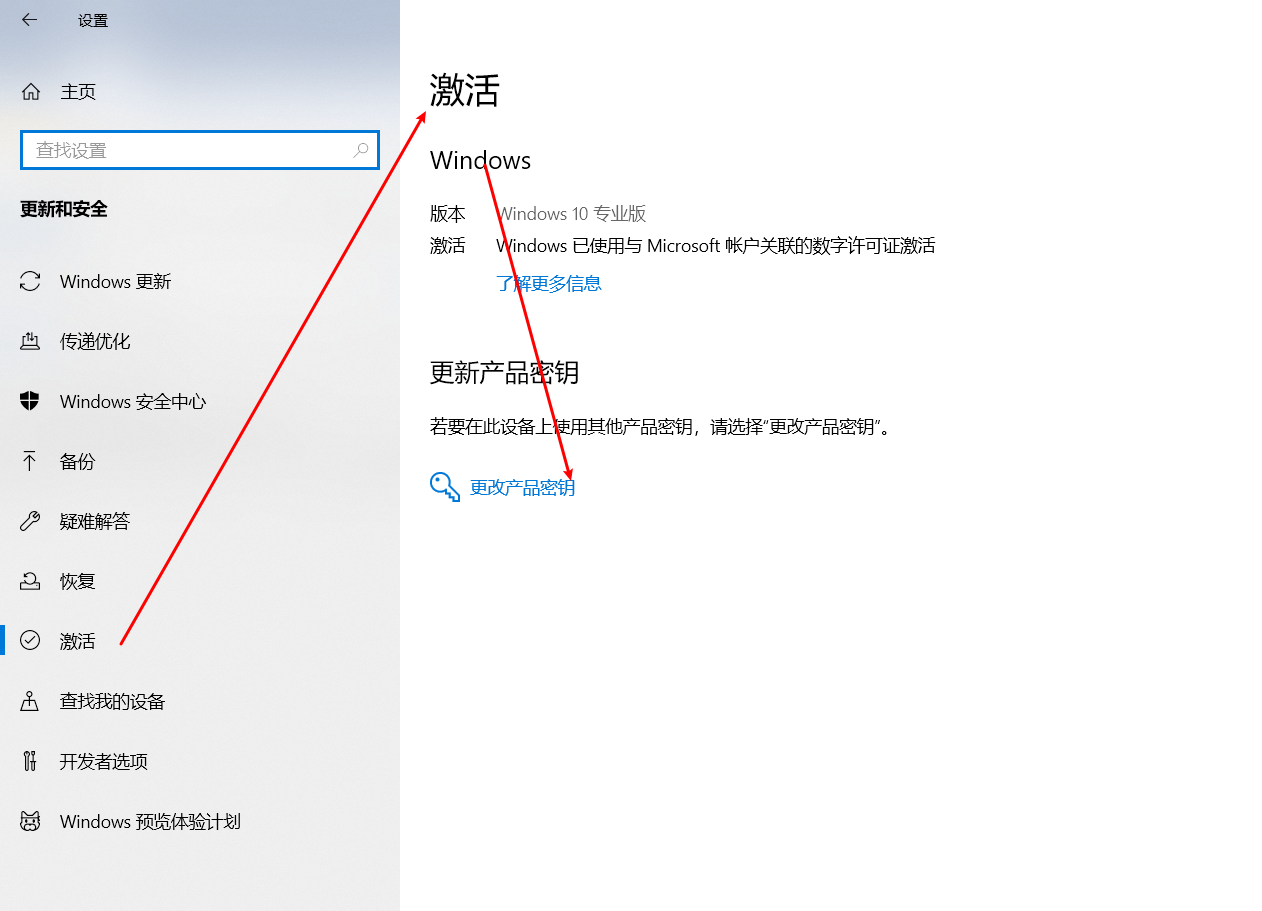 设置
主页
查找设置
更新和安全
Windows 更新
传递优化
Windows 安全中心
备份
疑难解答
恢复
激活
查找我的设备
开发者选项
Windows 预览体验计划
激活
Windows
版本 Windows 10 专业版
激活 Windows 已使用与 Microsoft 帐户关联的数字许可证激活
了解更多信息
更新产品密钥
若要在此设备上使用其他产品密钥，请选择“更改产品密钥”。
更改产品密钥